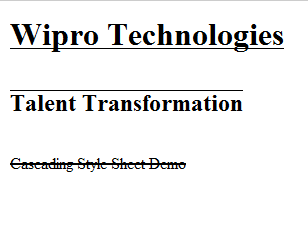 Wipro Technologies
Talent Transformation
Cascading Style Sheet Demo